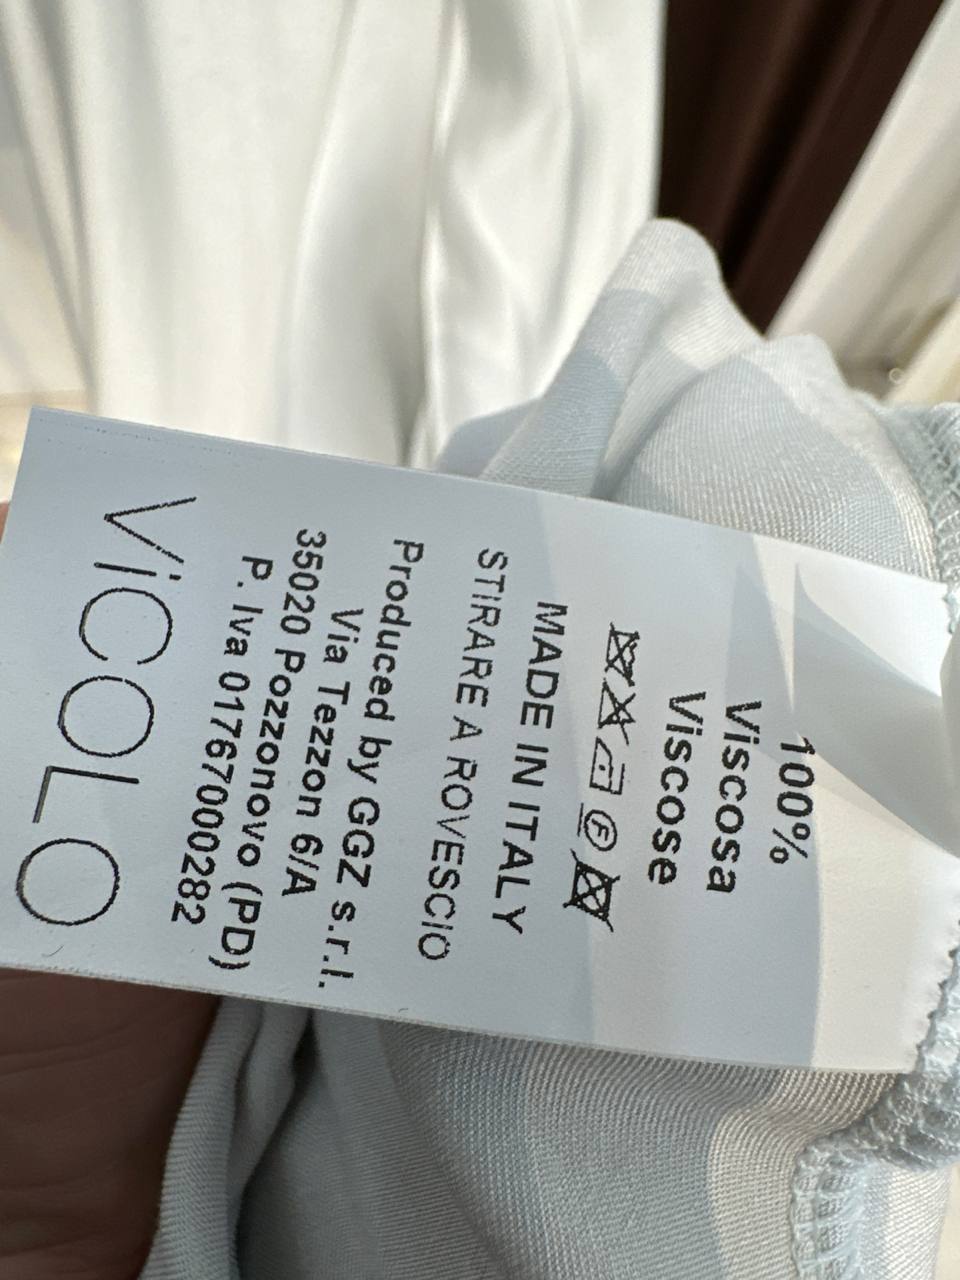 100%
Viscosa
Viscose
F
MADE IN ITALY
STIRARE A ROVESCIO
Produced by GGZ s.r.l.
Via Tezzon 6/A
35020 Pozzonovo (PD)
P. Iva 01767000282
ViCOLO